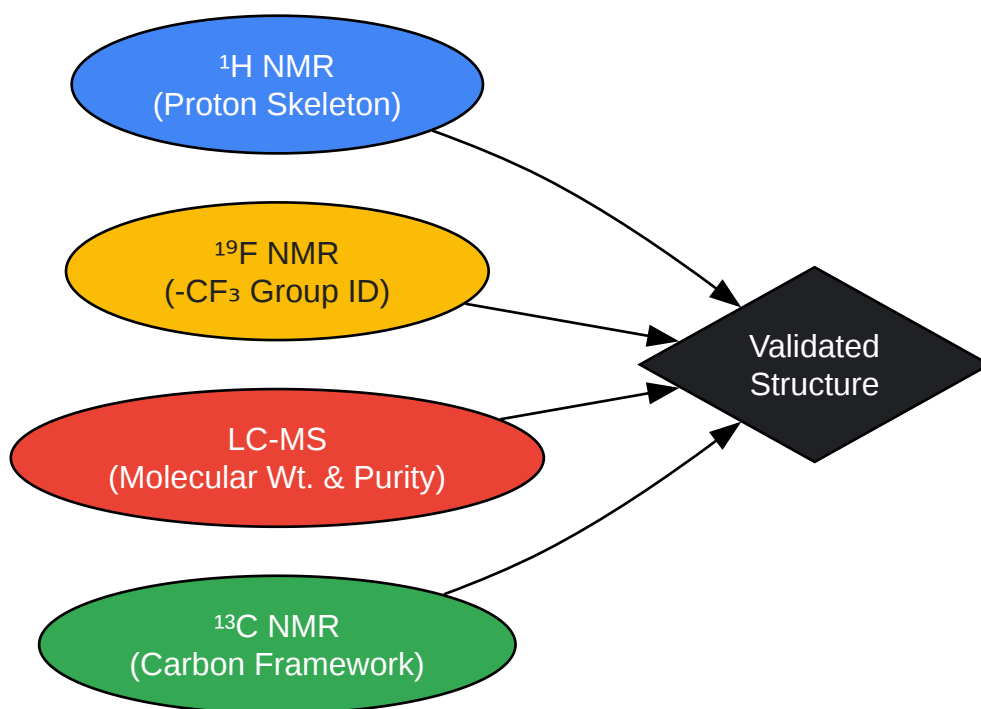 ¹H NMR
(Proton Skeleton)
¹⁹F NMR
(-CF₃ Group ID)
LC-MS
(Molecular Wt. & Purity)
¹³C NMR
(Carbon Framework)
Validated
Structure